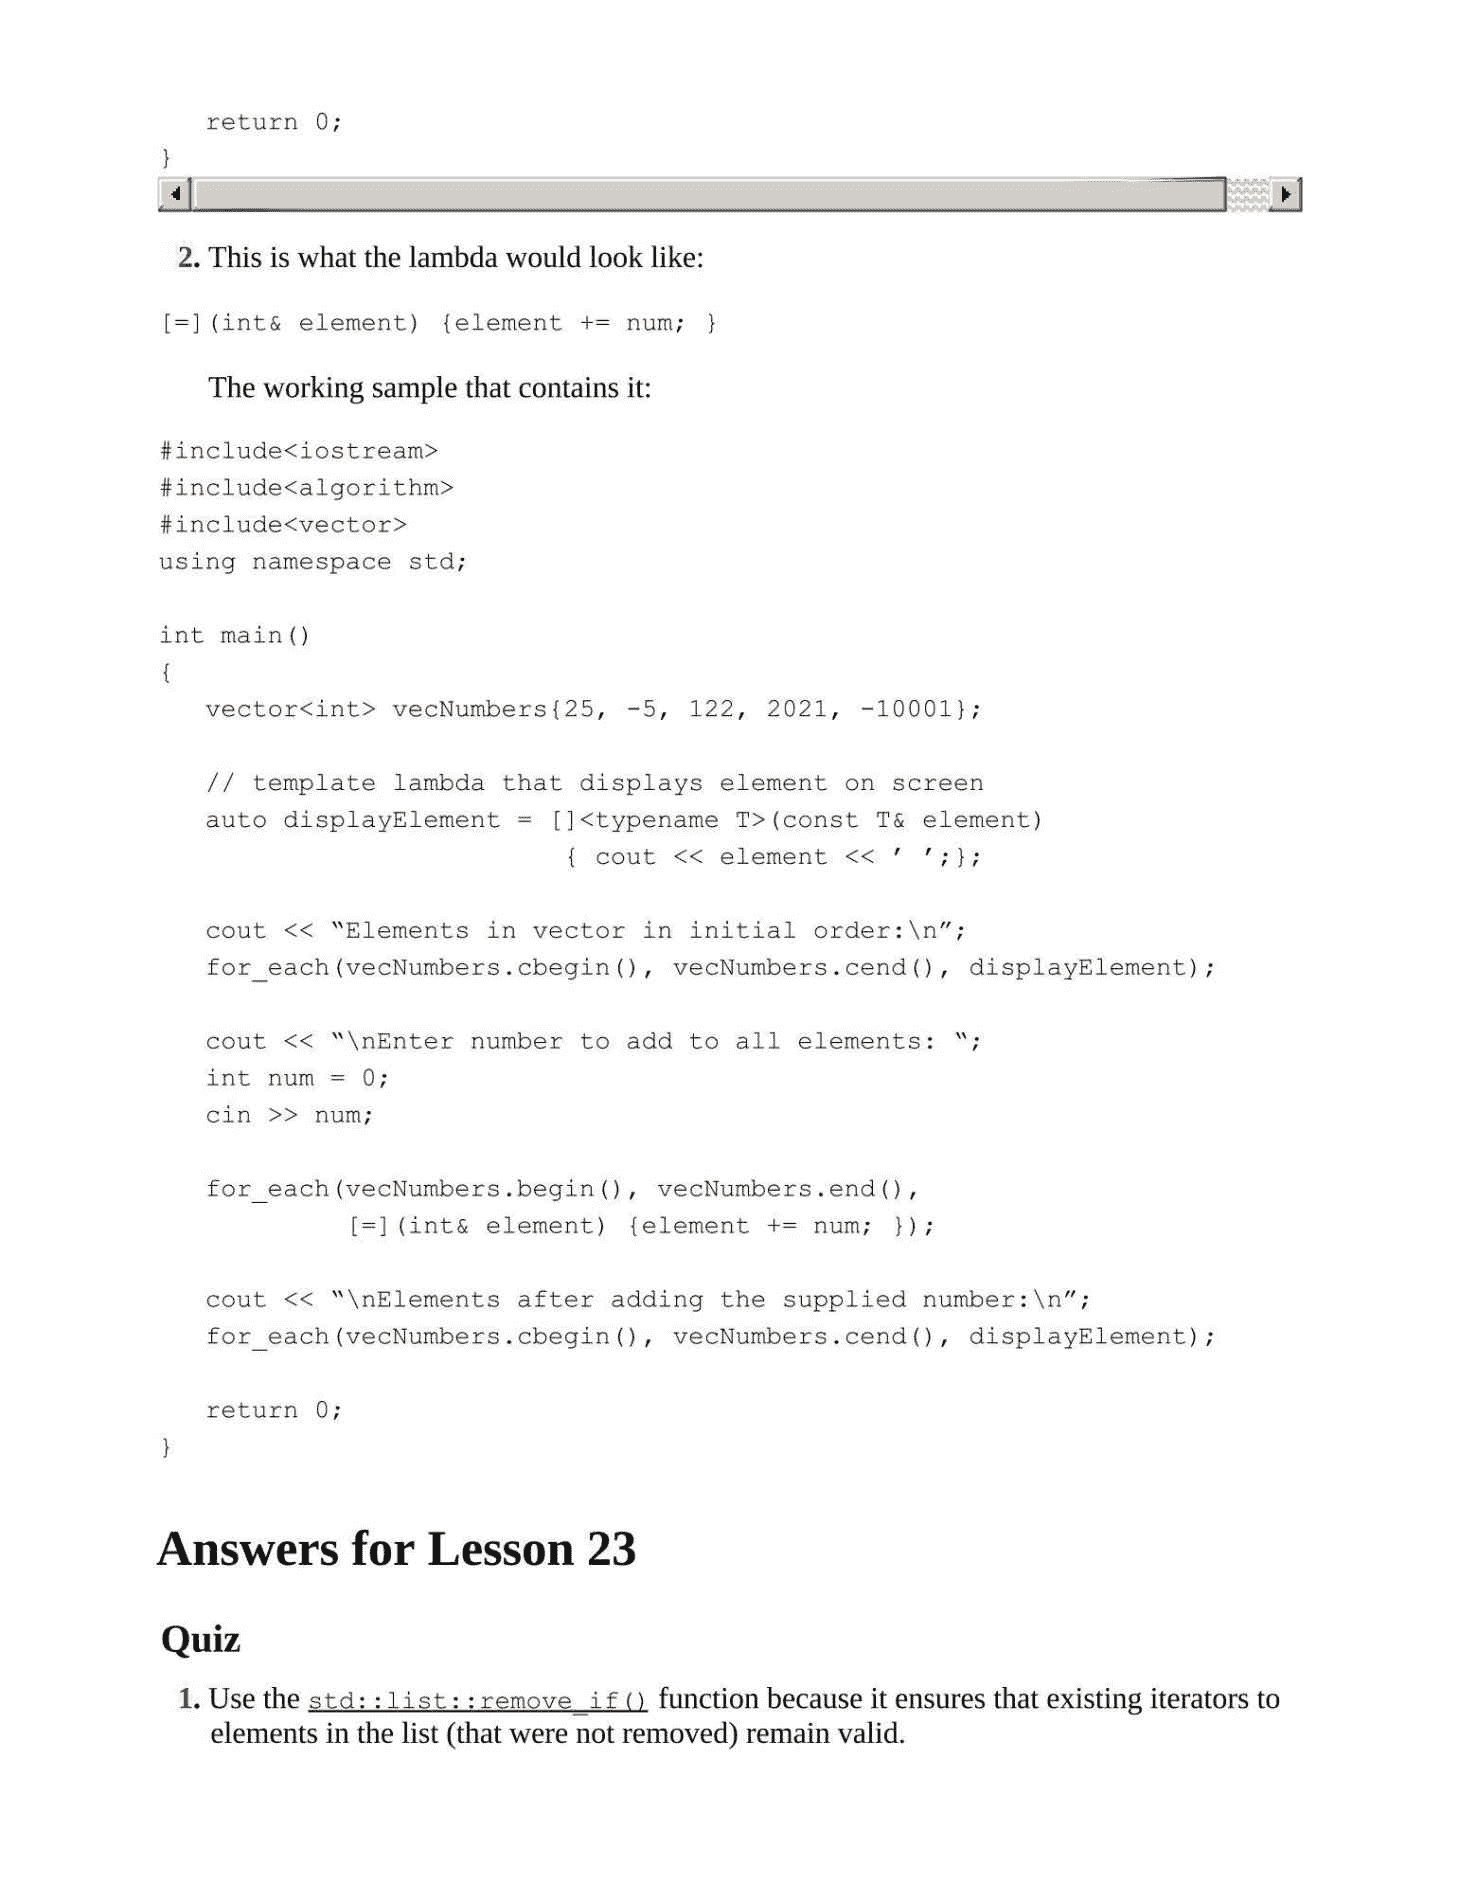 return 0;
}
2. This is what the lambda would look like:
[=](int& element) {element += num; }
The working sample that contains it:
#include<iostream>
#include<algorithm>
#include<vector>
using namespace std;
int main()
{
   vector<int> vecNumbers{25, -5, 122, 2021, -10001};
   // template lambda that displays element on screen
   auto displayElement = []<typename T>(const T& element)
                          { cout << element << ’ ’;};
   cout << “Elements in vector in initial order:\n”;
   for_each(vecNumbers.cbegin(), vecNumbers.cend(), displayElement);
   cout << “\nEnter number to add to all elements: “;
   int num = 0;
   cin >> num;
   for_each(vecNumbers.begin(), vecNumbers.end(),
            [=](int& element) {element += num; });
   cout << “\nElements after adding the supplied number:\n”;
   for_each(vecNumbers.cbegin(), vecNumbers.cend(), displayElement);
   return 0;
}
Answers for Lesson 23
Quiz
1. Use the std::list::remove_if() function because it ensures that existing iterators to
elements in the list (that were not removed) remain valid.